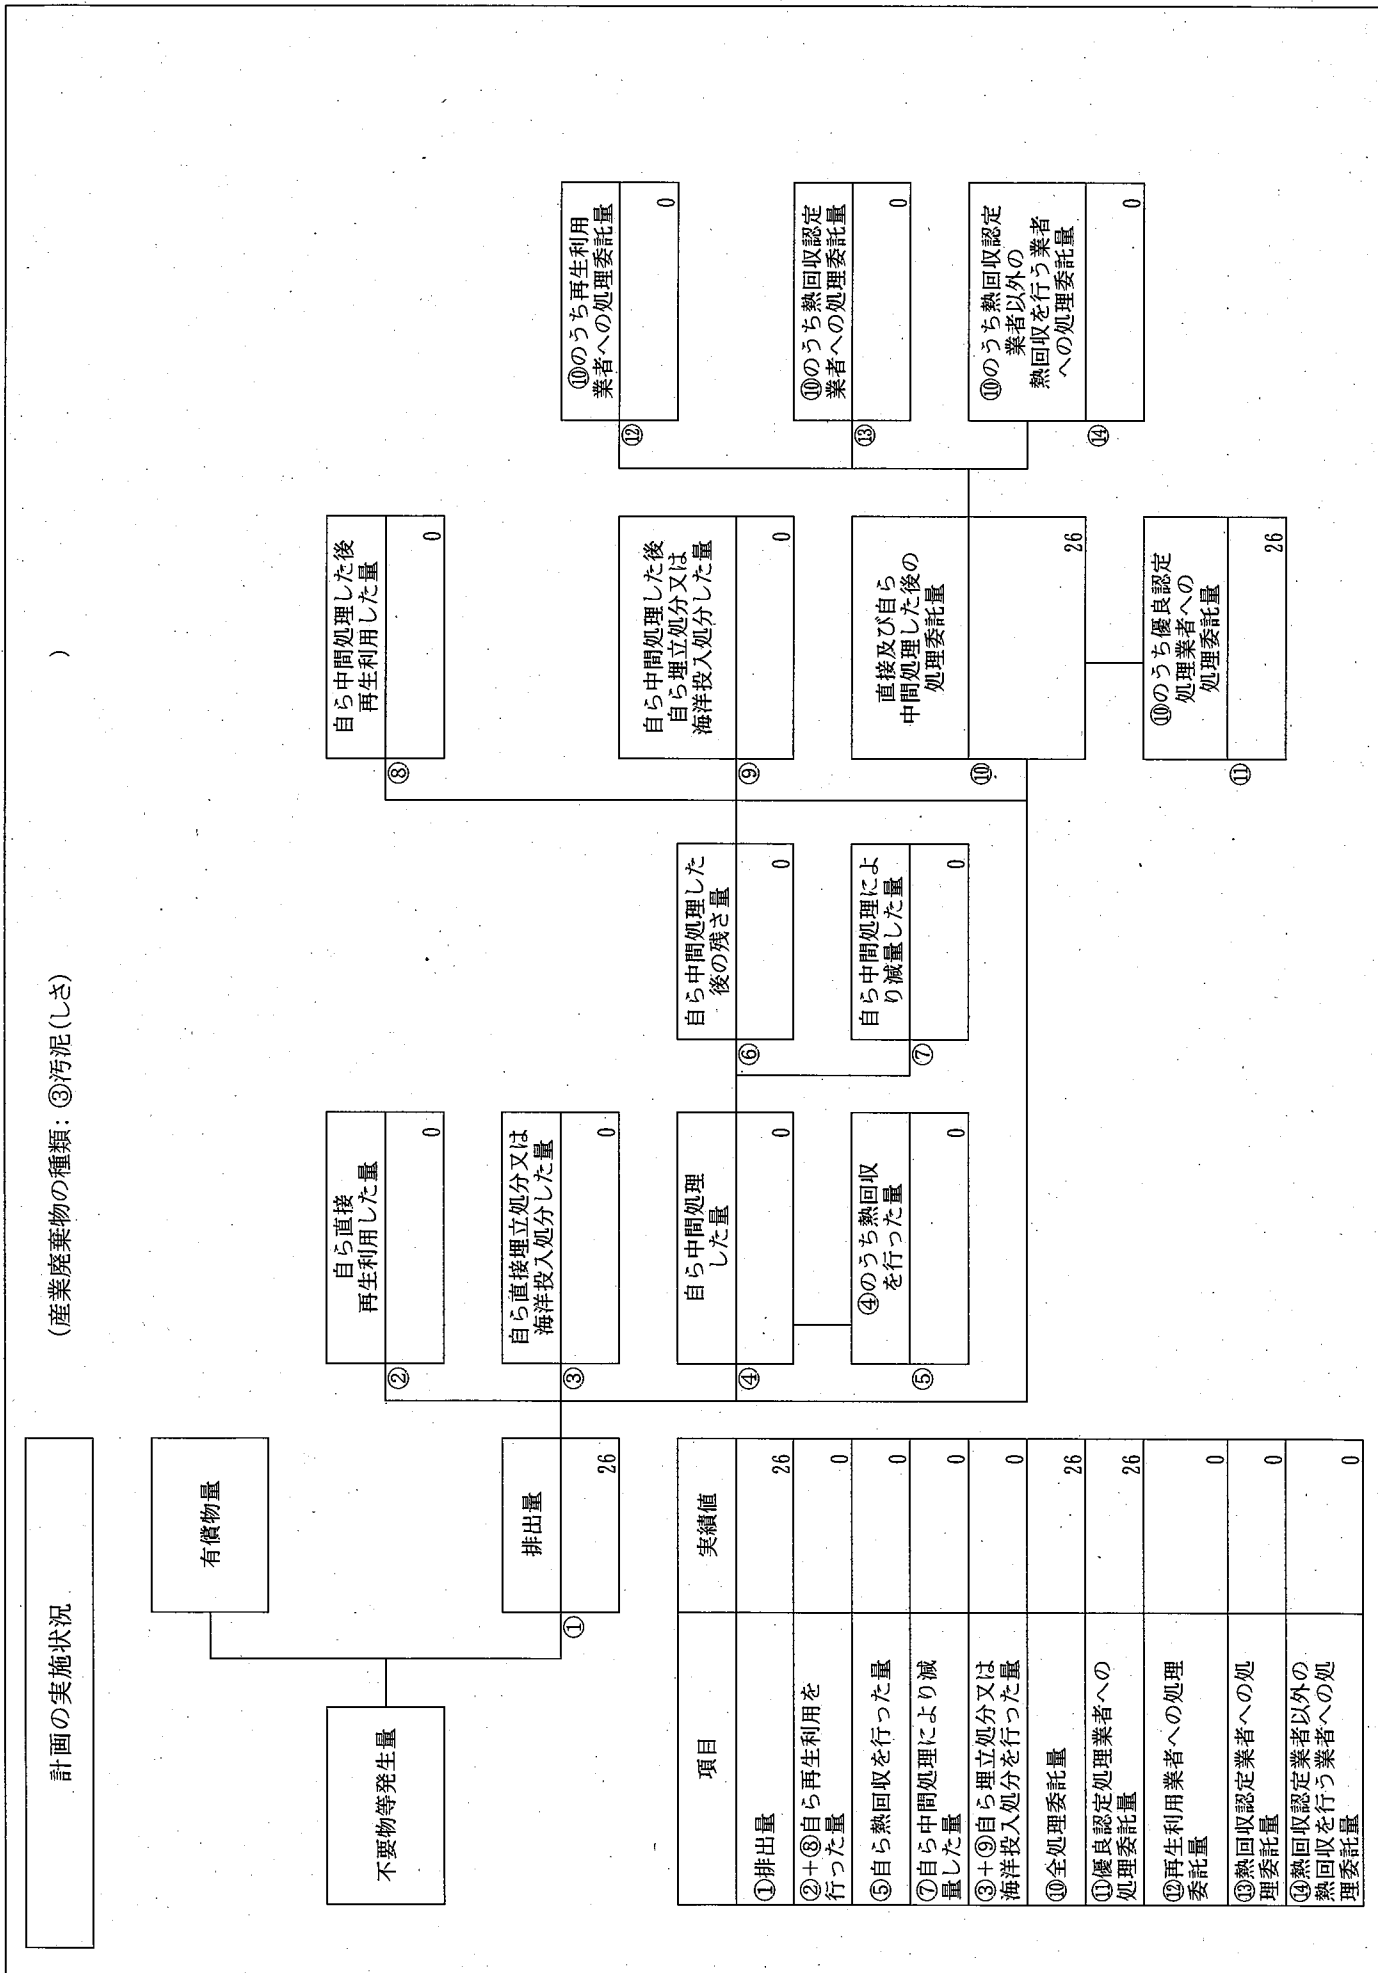 計画の実施状況
(産業廃棄物の種類：③汚泥(しさ)
)
不要物等発生量
有償物量
①
排出量
26
②
自ら直接
再生利用した量
0
③
自ら直接埋立処分又は
海洋投入処分した量
0
④
自ら中間処理
した量
0
⑤
④のうち熱回収
を行った量
0
⑥
自ら中間処理した
後の残さ量
0
⑦
自ら中間処理によ
り減量した量
0
⑧
自ら中間処理した後
再生利用した量
0
⑨
自ら中間処理した後
自ら埋立処分又は
海洋投入処分した量
0
⑩
直接及び自ら
中間処理した後の
処理委託量
26
⑪
⑩のうち優良認定
処理業者への
処理委託量
26
⑫
⑩のうち再生利用
業者への処理委託量
0
⑬
⑩のうち熱回収認定
業者への処理委託量
0
⑭
⑩のうち熱回収認定
業者以外の
熱回収を行う業者
への処理委託量
0
項目 実績値
①排出量 26
②+⑧自ら再生利用を
行った量 0
⑤自ら熱回収を行った量 0
⑦自ら中間処理により減
量した量 0
③+⑨自ら埋立処分又は
海洋投入処分を行った量 0
⑩全処理委託量 26
⑪優良認定処理業者への
処理委託量 26
⑫再生利用業者への処理
委託量 0
⑬熱回収認定業者への処
理委託量 0
⑭熱回収認定業者以外の
熱回収を行う業者への処
理委託量 0